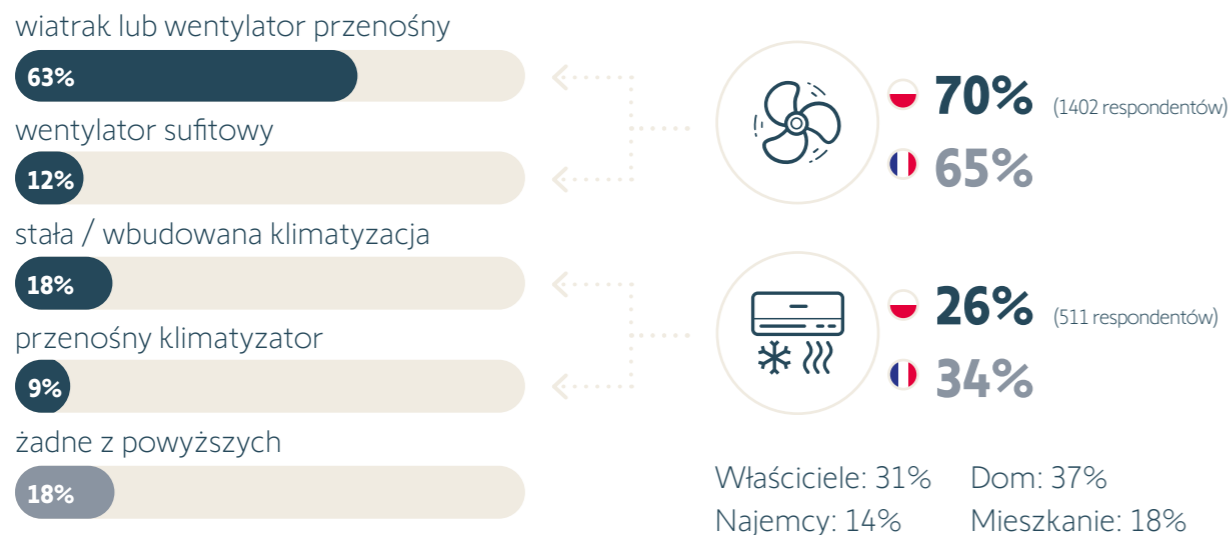 wiatrak lub wentylator przenośny
63%
wentylator sufitowy
12%
stała / wbudowana klimatyzacja
18%
przenośny klimatyzator
9%
żadne z powyższych
18%
70% (1402 respondentów)
65%
26% (511 respondentów)
34%
Właściciele: 31% Dom: 37%
Najemcy: 14% Mieszkanie: 18%